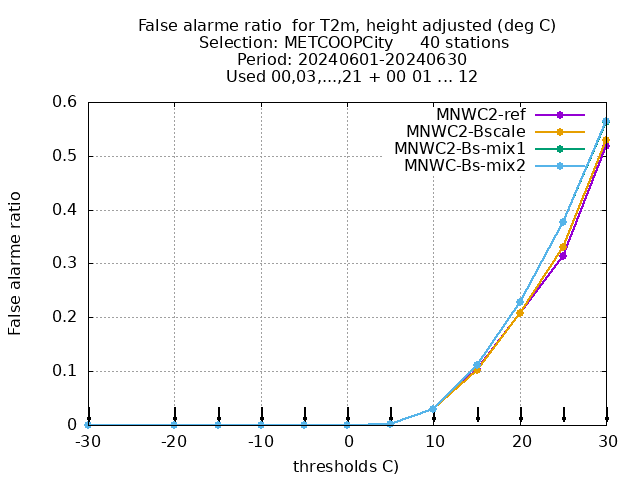 False alarme ratio  for T2m, height adjusted (deg C)
Selection: METCOOPCity     40 stations
Period: 20240601-20240630
Used 00,03,...,21 + 00 01 ... 12
MNWC2-ref
MNWC2-Bscale
MNWC2-Bs-mix1
MNWC-Bs-mix2
False alarme ratio
0.6
0.5
0.4
0.3
0.2
0.1
0
-30 -20 -10 0 10 20 30
thresholds C)